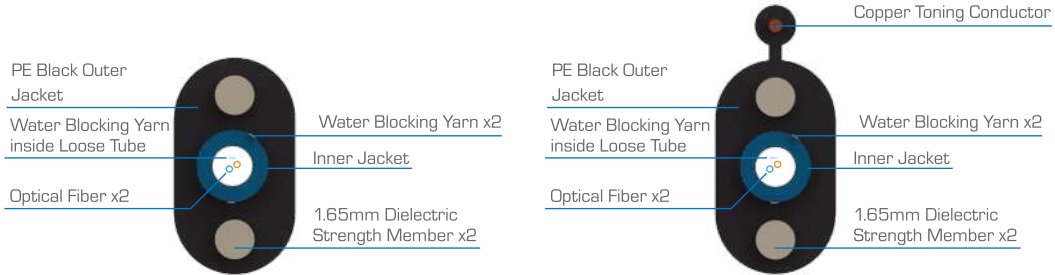 PE Black Outer
Jacket
Water Blocking Yarn
inside Loose Tube
Optical Fiber x2
Water Blocking Yarn x2
Inner Jacket
1.65mm Dielectric
Strength Member x2
Copper Toning Conductor
PE Black Outer
Jacket
Water Blocking Yarn
inside Loose Tube
Optical Fiber x2
Water Blocking Yarn x2
Inner Jacket
1.65mm Dielectric
Strength Member x2